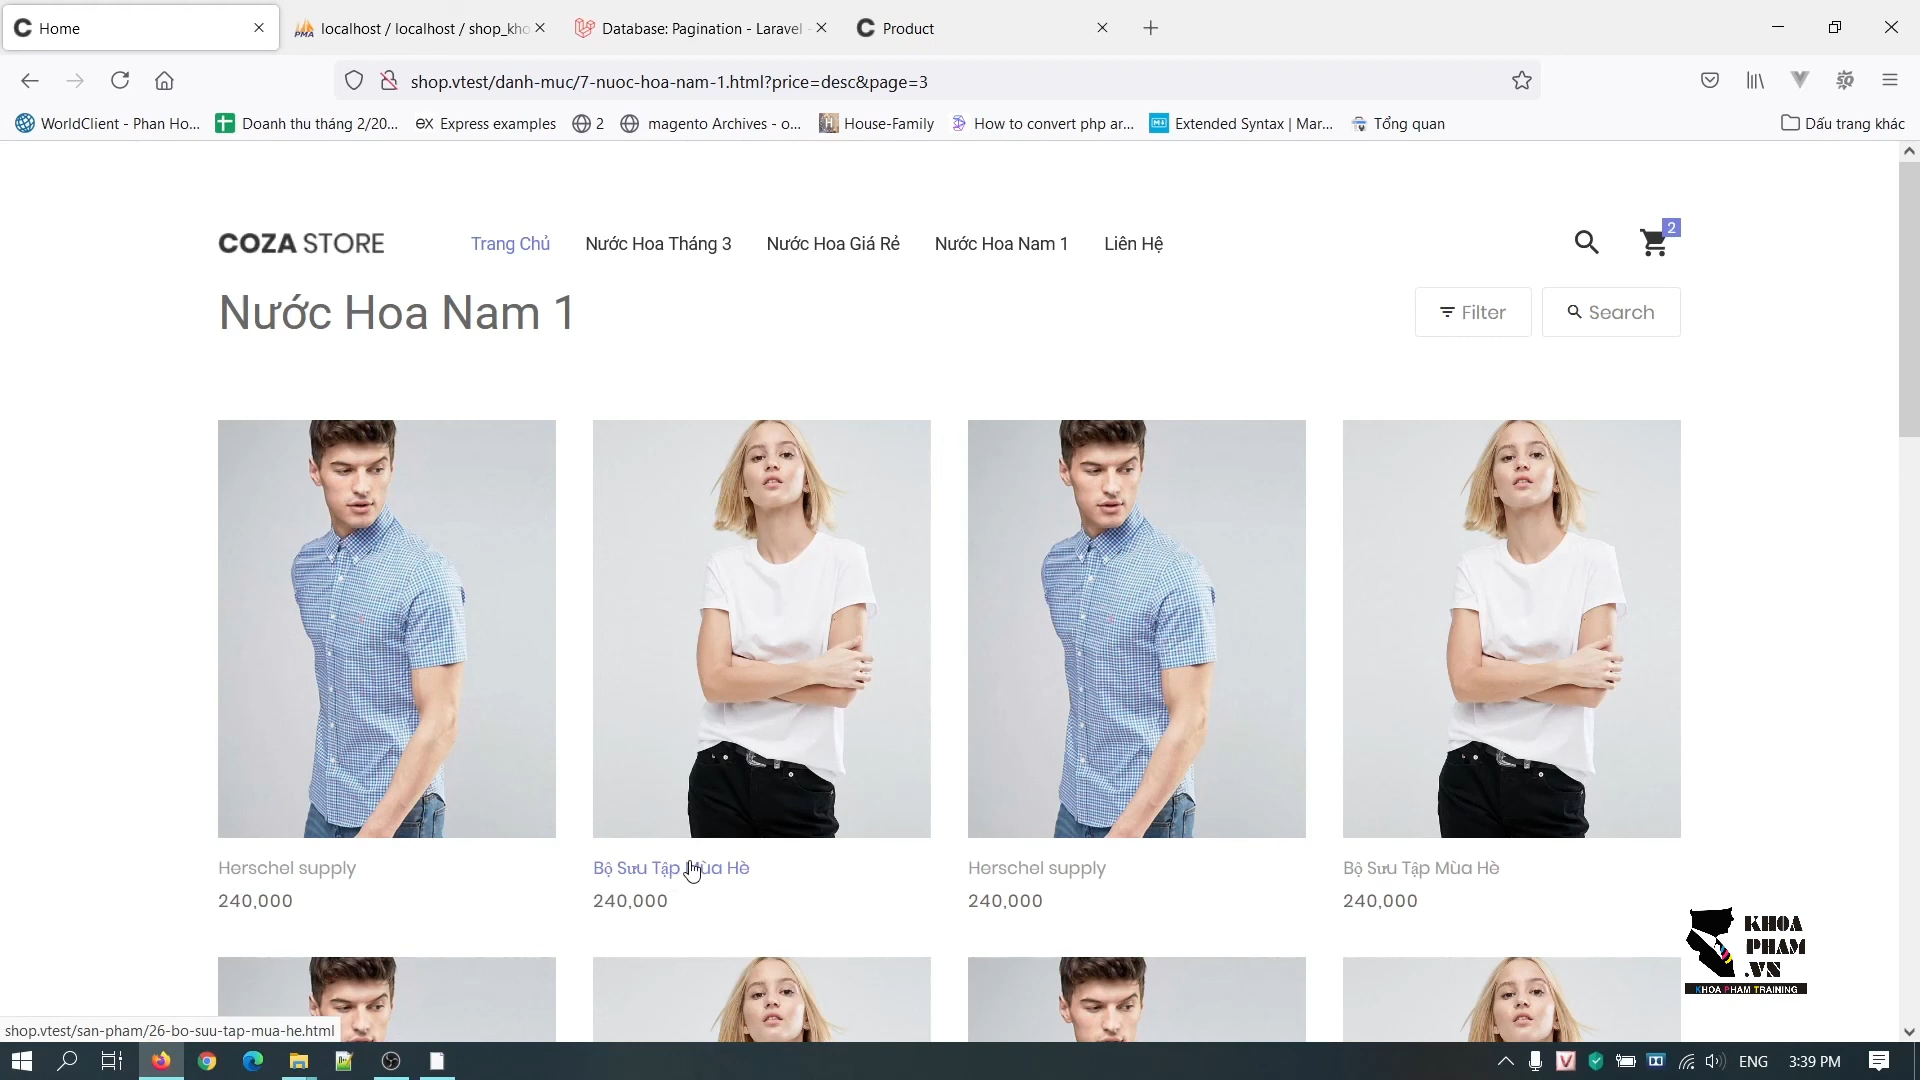 Home
localhost / localhost / shop_kho
Database: Pagination - Laravel -
Product
shop.vtest/danh-muc/7-nuoc-hoa-nam-1.html?price=desc&page=3
WorldClient - Phan Ho...
Doanh thu tháng 2/20...
eX Express examples
2
magento Archives - o...
House-Family
How to convert php ar...
Extended Syntax | Mar...
Tổng quan
Dấu trang khác
COZA STORE
Trang Chủ
Nước Hoa Tháng 3
Nước Hoa Giá Rẻ
Nước Hoa Nam 1
Liên Hệ
2
Nước Hoa Nam 1
Filter
Search
Herschel supply
240,000
Bộ Sưu Tập Mùa Hè
240,000
Herschel supply
240,000
Bộ Sưu Tập Mùa Hè
240,000
KHOA
PHAM
.VN
KHOA PHAM TRAINING
shop.vtest/san-pham/26-bo-suu-tap-mua-he.html
ENG
3:39 PM